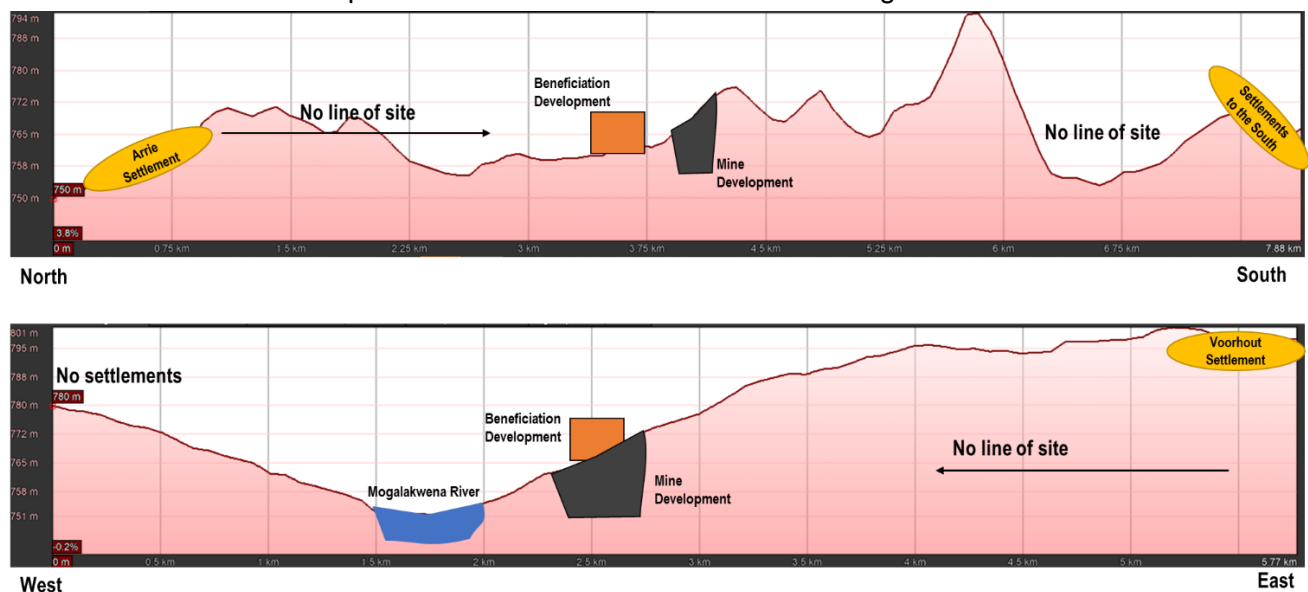 794 m
788 m
780 m
772 m
765 m
758 m
750 m
750 m
3.8%
0 m
0.75 km
1.5 km
2.25 km
3 km
3.75 km
4.5 km
5.25 km
6 km
6.75 km
7.88 km
Arrie
Settlement
No line of site
Beneficiation
Development
Mine
Development
No line of site
Settlements
to the South
North
South
801 m
795 m
788 m
780 m
772 m
765 m
758 m
751 m
No settlements
780 m
-0.2%
0 m
0.5 km
1 km
1.5 km
2 km
2.5 km
3 km
3.5 km
4 km
4.5 km
5 km
5.77 km
Mogalakwena River
Beneficiation
Development
Mine
Development
No line of site
Voorhout
Settlement
West
East